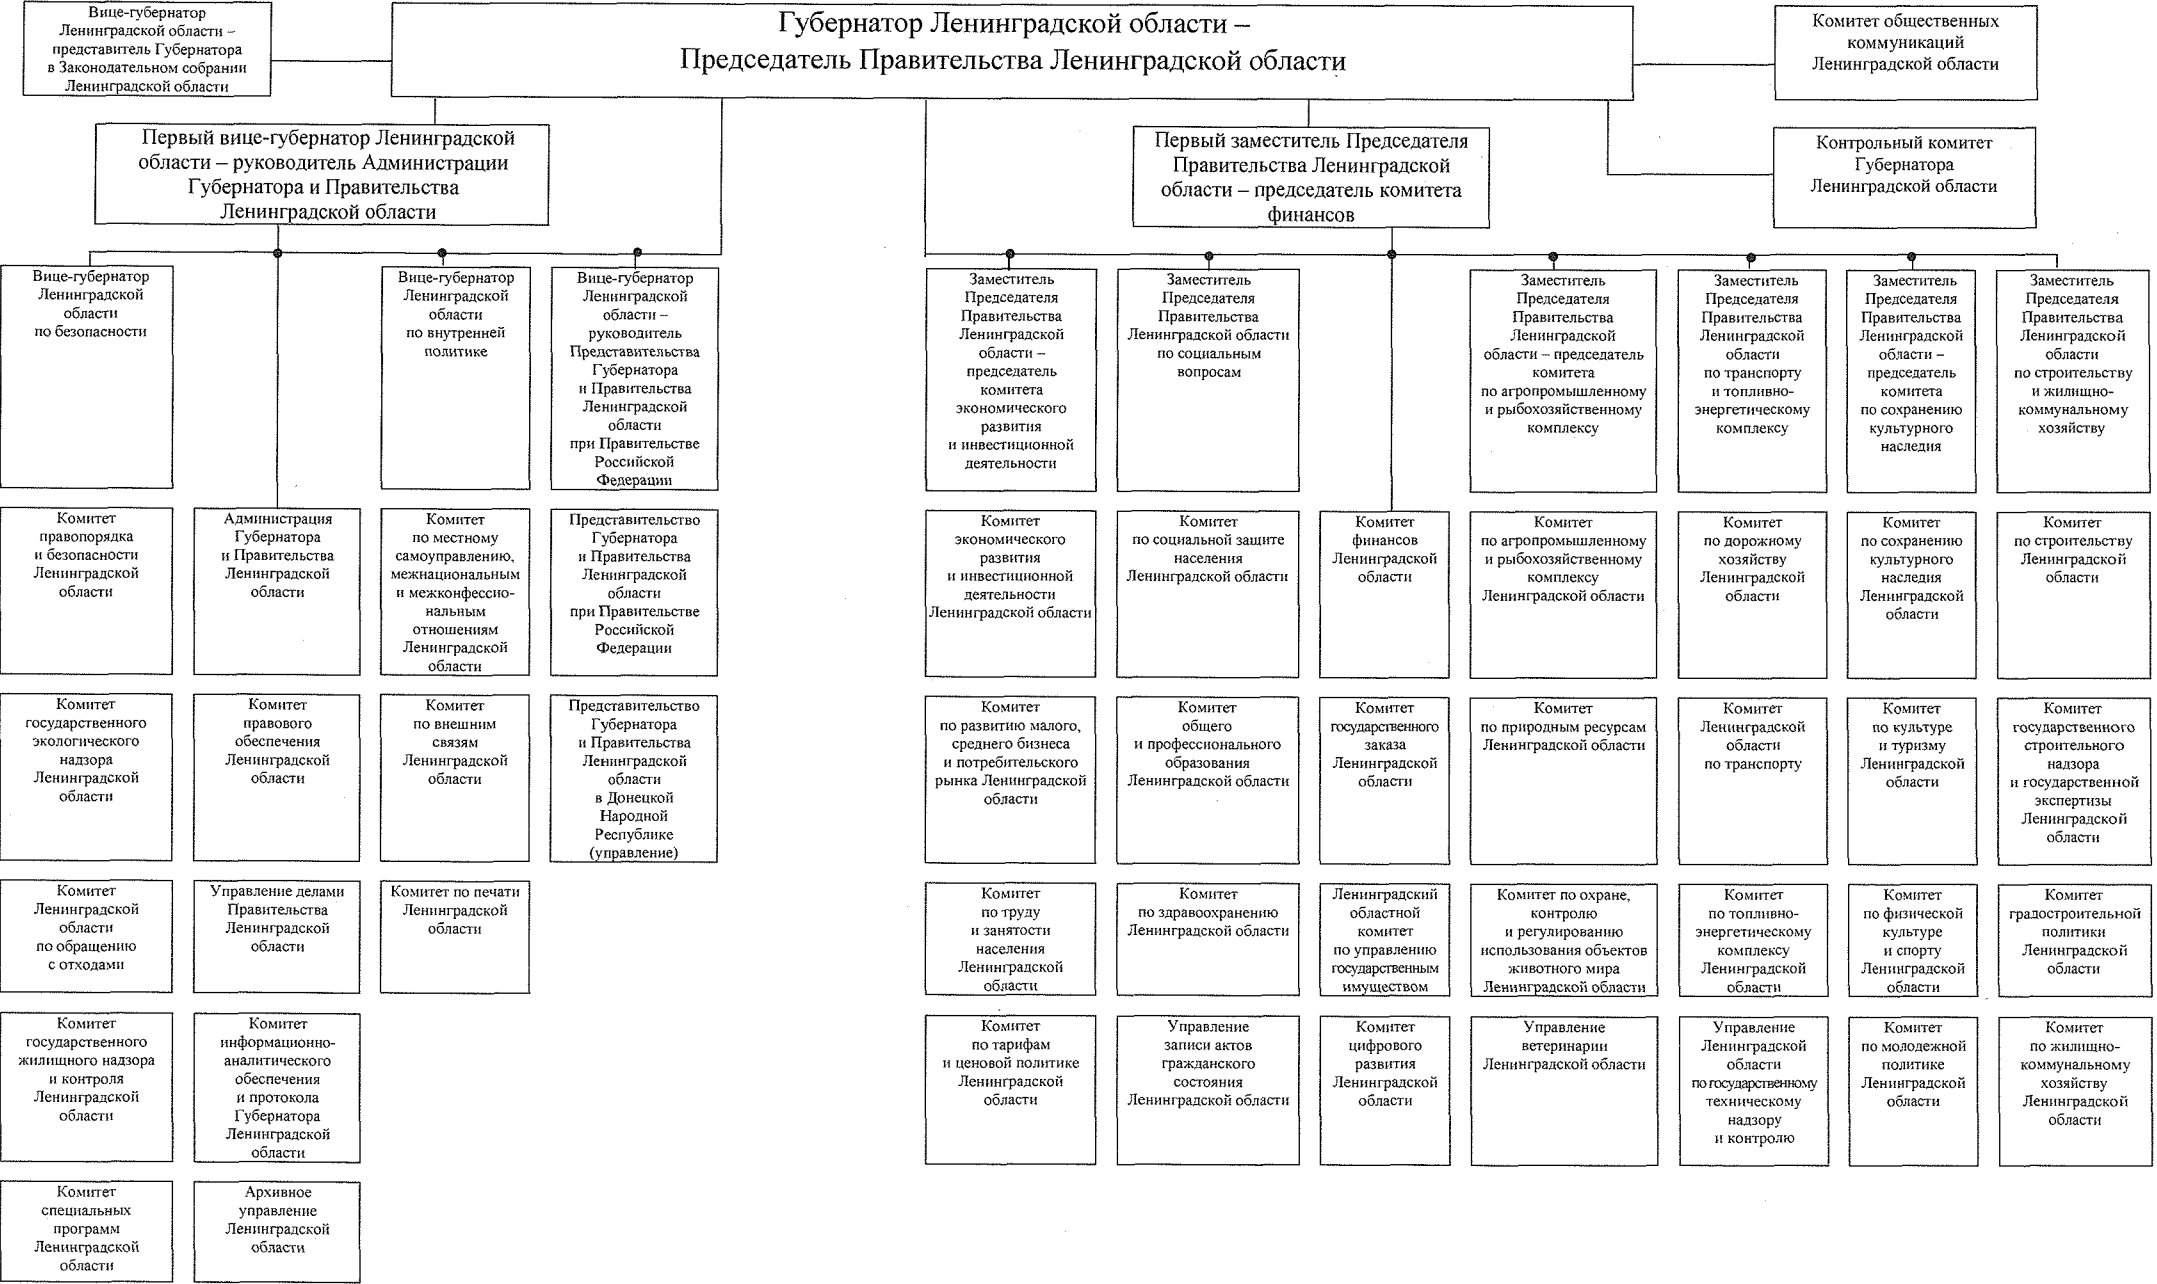 Вице-губернатор
Ленинградской области –
представитель Губернатора
в Законодательном собрании
Ленинградской области
Губернатор Ленинградской области –
Председатель Правительства Ленинградской области
Комитет общественных
коммуникаций
Ленинградской области
Первый вице-губернатор Ленинградской
области – руководитель Администрации
Губернатора и Правительства
Ленинградской области
Первый заместитель Председателя
Правительства Ленинградской
области – председатель комитета
финансов
Контрольный комитет
Губернатора
Ленинградской области
Вице-губернатор
Ленинградской
области
по безопасности
Вице-губернатор
Ленинградской
области
по внутренней
политике
Вице-губернатор
Ленинградской
области –
руководитель
Представительства
Губернатора
и Правительства
Ленинградской
области
при Правительстве
Российской
Федерации
Заместитель
Председателя
Правительства
Ленинградской
области –
председатель
комитета
экономического
развития
и инвестиционной
деятельности
Заместитель
Председателя
Правительства
Ленинградской области
по социальным
вопросам
Заместитель
Председателя
Правительства
Ленинградской
области – председатель
комитета
по агропромышленному
и рыбохозяйственному
комплексу
Заместитель
Председателя
Правительства
Ленинградской
области
по транспорту
и топливно-
энергетическому
комплексу
Заместитель
Председателя
Правительства
Ленинградской
области –
председатель
комитета
по сохранению
культурного
наследия
Заместитель
Председателя
Правительства
Ленинградской
области
по строительству
и жилищно-
коммунальному
хозяйству
Комитет
правопорядка
и безопасности
Ленинградской
области
Администрация
Губернатора
и Правительства
Ленинградской
области
Комитет
по местному
самоуправлению,
межнациональным
и межконфессио-
нальным
отношениям
Ленинградской
области
Представительство
Губернатора
и Правительства
Ленинградской
области
при Правительстве
Российской
Федерации
Комитет
экономического
развития
и инвестиционной
деятельности
Ленинградской области
Комитет
по социальной защите
населения
Ленинградской области
Комитет
финансов
Ленинградской
области
Комитет
по агропромышленному
и рыбохозяйственному
комплексу
Ленинградской области
Комитет
по дорожному
хозяйству
Ленинградской
области
Комитет
по сохранению
культурного
наследия
Ленинградской
области
Комитет
по строительству
Ленинградской
области
Комитет
государственного
экологического
надзора
Ленинградской
области
Комитет
правового
обеспечения
Ленинградской
области
Комитет
по внешним
связям
Ленинградской
области
Представительство
Губернатора
и Правительства
Ленинградской
области
в Донецкой
Народной
Республике
(управление)
Комитет
по развитию малого,
среднего бизнеса
и потребительского
рынка Ленинградской
области
Комитет
общего
и профессионального
образования
Ленинградской области
Комитет
государственного
заказа
Ленинградской
области
Комитет
по природным ресурсам
Ленинградской области
Комитет
Ленинградской
области
по транспорту
Комитет
по культуре
и туризму
Ленинградской
области
Комитет
государственного
строительного
надзора
и государственной
экспертизы
Ленинградской
области
Комитет
Ленинградской
области
по обращению
с отходами
Управление делами
Правительства
Ленинградской
области
Комитет по печати
Ленинградской
области
Комитет
по труду
и занятости
населения
Ленинградской
области
Комитет
по здравоохранению
Ленинградской области
Ленинградский
областной
комитет
по управлению
государственным
имуществом
Комитет по охране,
контролю
и регулированию
использования объектов
животного мира
Ленинградской области
Комитет
по топливно-
энергетическому
комплексу
Ленинградской
области
Комитет
по физической
культуре
и спорту
Ленинградской
области
Комитет
градостроительной
политики
Ленинградской
области
Комитет
государственного
жилищного надзора
и контроля
Ленинградской
области
Комитет
информационно-
аналитического
обеспечения
и протокола
Губернатора
Ленинградской
области
Комитет
по тарифам
и ценовой политике
Ленинградской
области
Управление
записи актов
гражданского
состояния
Ленинградской области
Комитет
цифрового
развития
Ленинградской
области
Управление
ветеринарии
Ленинградской области
Управление
Ленинградской
области
по государственному
техническому
надзору
и контролю
Комитет
по молодежной
политике
Ленинградской
области
Комитет
по жилищно-
коммунальному
хозяйству
Ленинградской
области
Комитет
специальных
программ
Ленинградской
области
Архивное
управление
Ленинградской
области